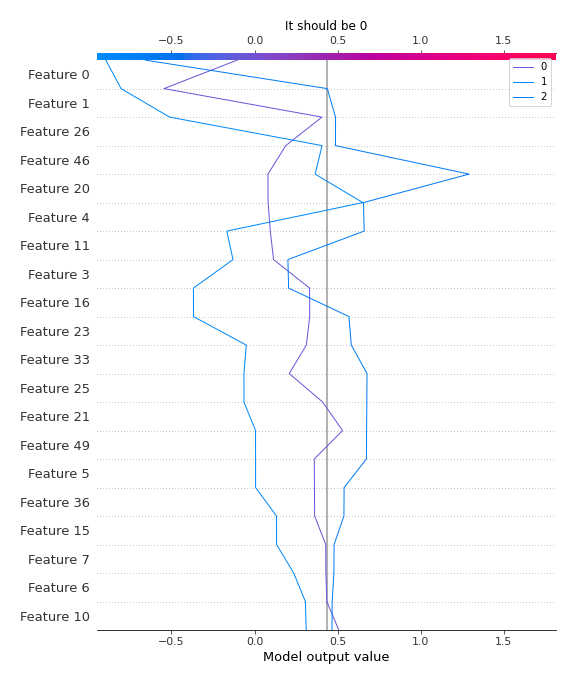 It should be 0
−0.5 0.0 0.5 1.0 1.5
0
1
2
Feature 0
Feature 1
Feature 26
Feature 46
Feature 20
Feature 4
Feature 11
Feature 3
Feature 16
Feature 23
Feature 33
Feature 25
Feature 21
Feature 49
Feature 5
Feature 36
Feature 15
Feature 7
Feature 6
Feature 10
−0.5 0.0 0.5 1.0 1.5
Model output value